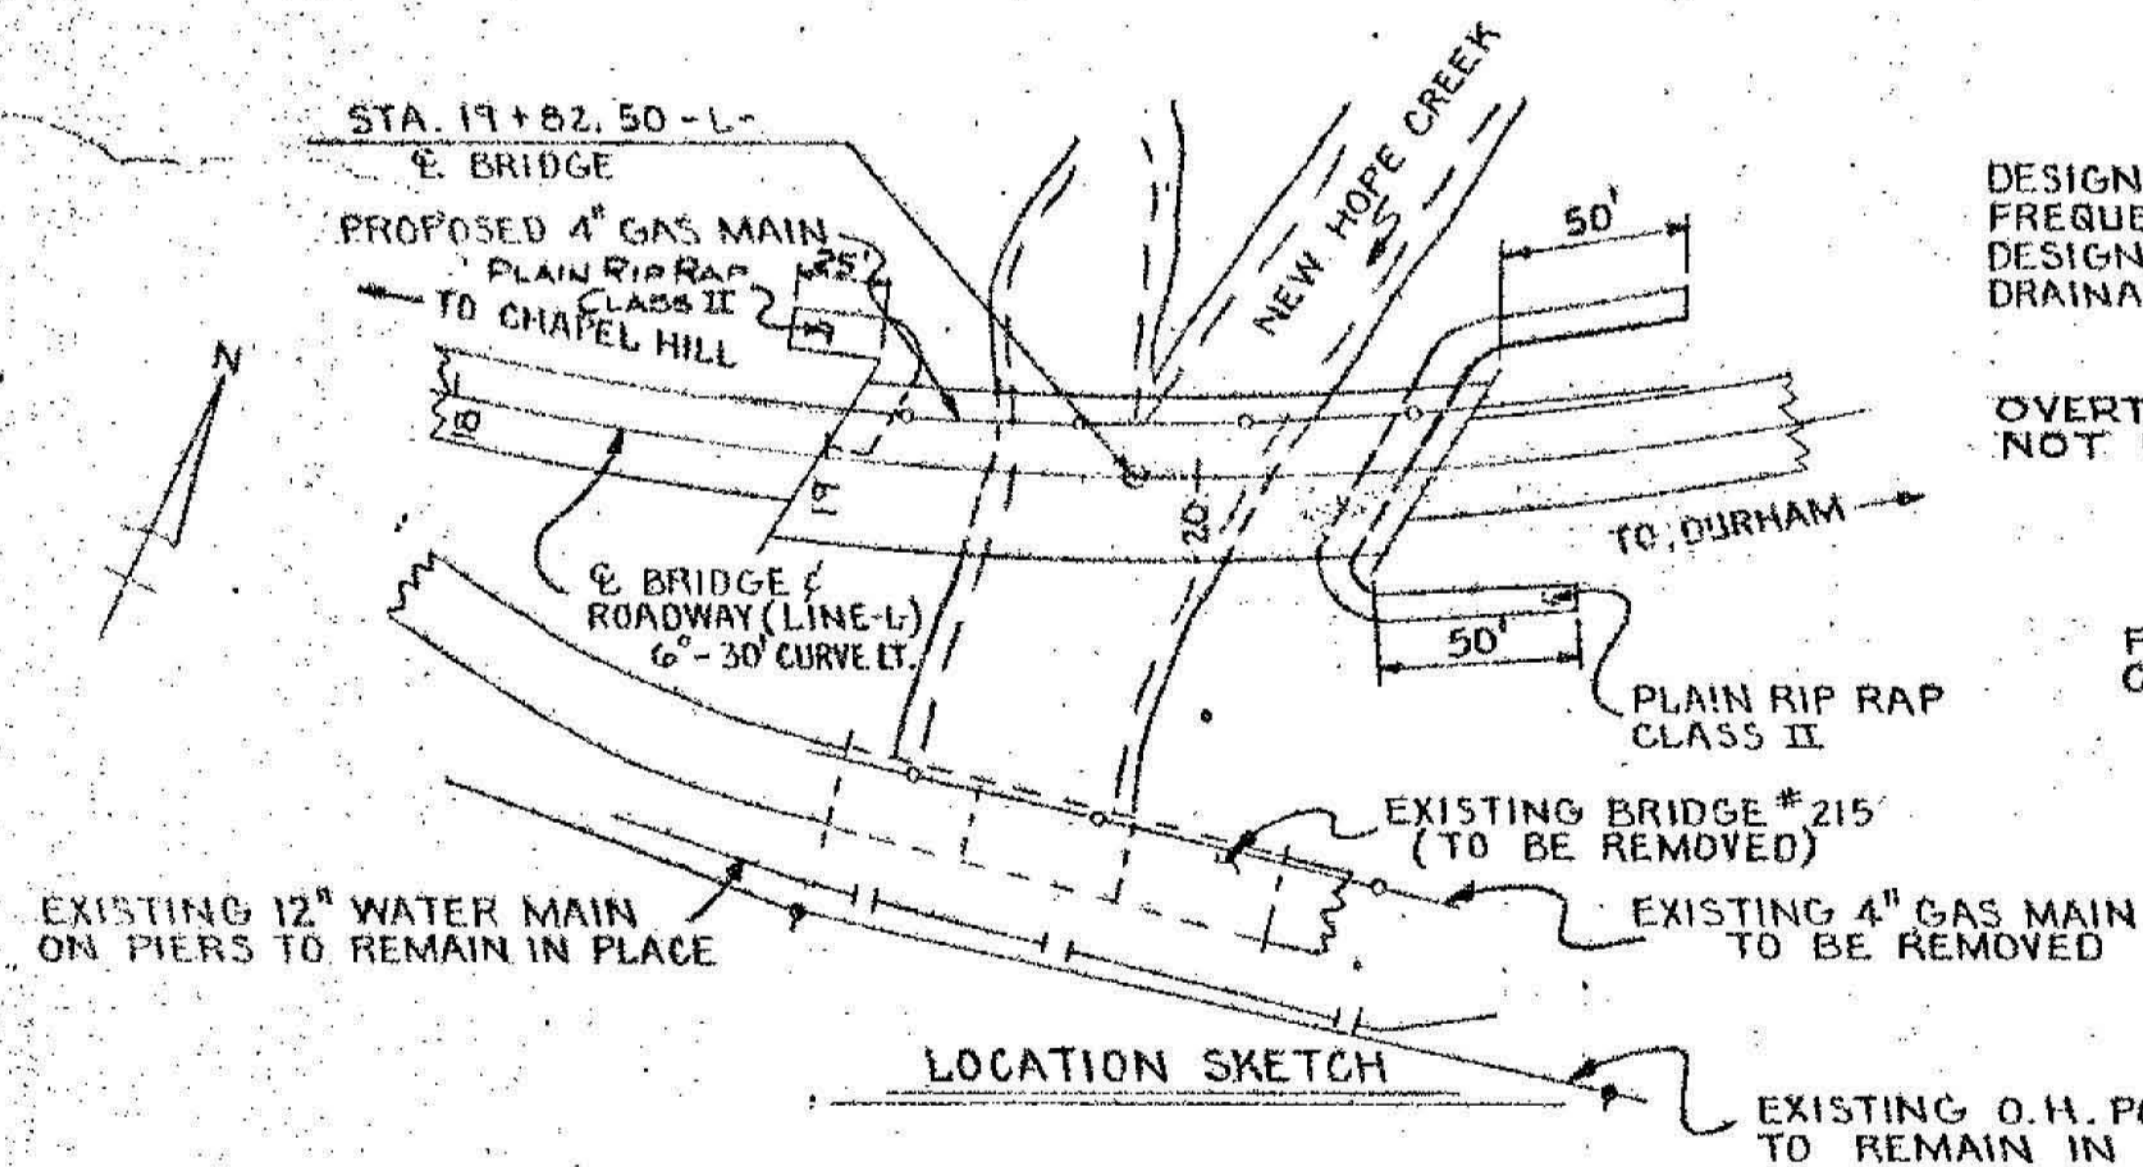 STA. 19+82.50 -L-
℄ BRIDGE
PROPOSED 4" GAS MAIN
25'
PLAIN RIP RAP
CLASS II
TO CHAPEL HILL
NEW HOPE CREEK
50'
DESIGN
FREQUE
DESIGN
DRAINA
N
18
19
20
OVERT
NOT
TO DURHAM
℄ BRIDGE &
ROADWAY (LINE-L)
6°-30' CURVE LT.
50'
PLAIN RIP RAP
CLASS II
EXISTING BRIDGE #215
(TO BE REMOVED)
EXISTING 12" WATER MAIN
ON PIERS TO REMAIN IN PLACE
EXISTING 4" GAS MAIN
TO BE REMOVED
LOCATION SKETCH
EXISTING O.H. PO
TO REMAIN IN